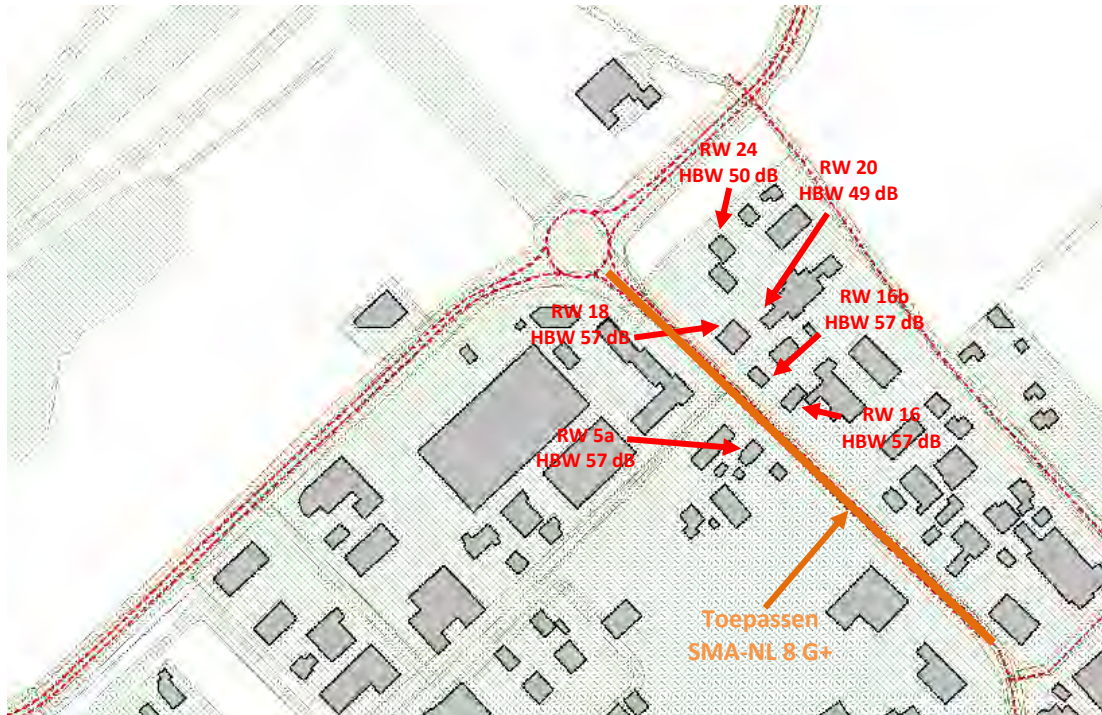 RW 24
HBW 50 dB
RW 20
HBW 49 dB
RW 18
HBW 57 dB
RW 16b
HBW 57 dB
RW 16
HBW 57 dB
RW 5a
HBW 57 dB
Toepassen
SMA-NL 8 G+